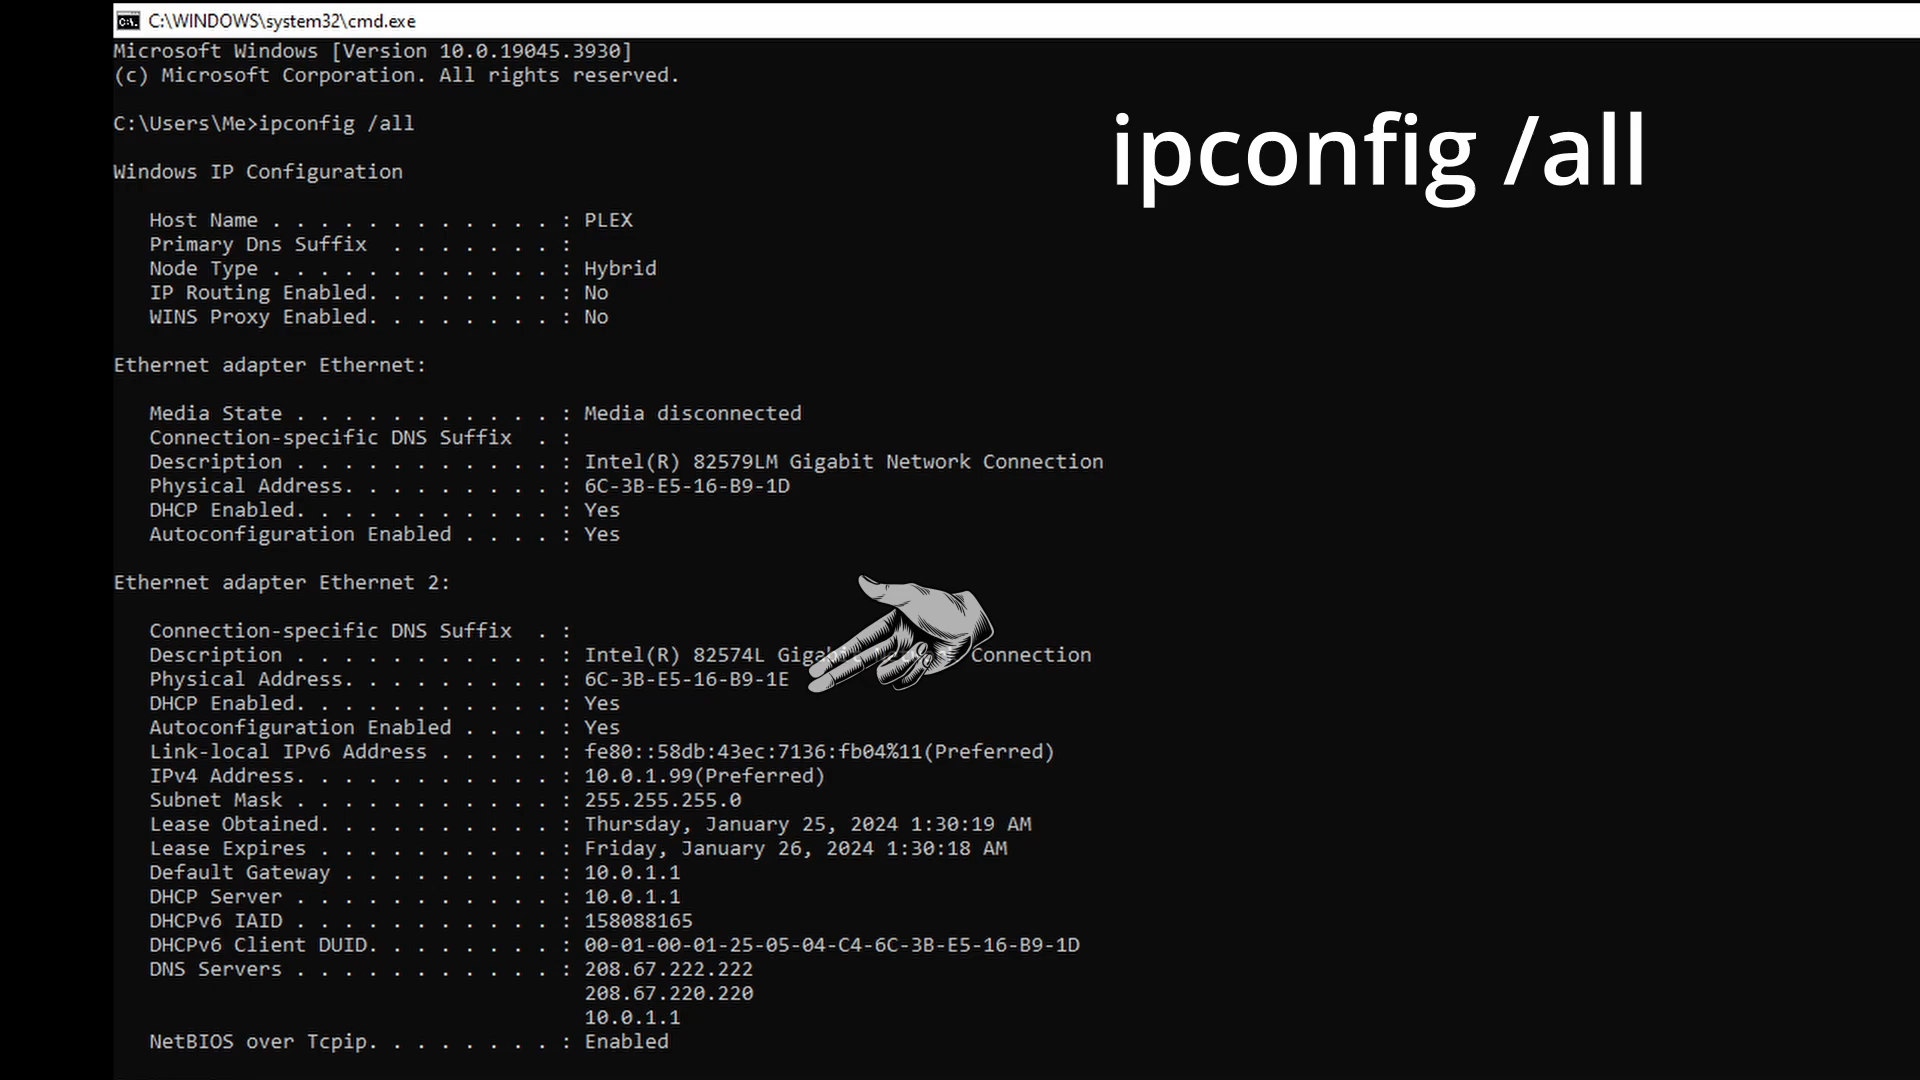 C:\WINDOWS\system32\cmd.exe
Microsoft Windows [Version 10.0.19045.3930]
(c) Microsoft Corporation. All rights reserved.
C:\Users\Me>ipconfig /all
ipconfig /all
Windows IP Configuration
Host Name . . . . . . . . . . . . : PLEX
Primary Dns Suffix  . . . . . . . :
Node Type . . . . . . . . . . . . : Hybrid
IP Routing Enabled. . . . . . . . : No
WINS Proxy Enabled. . . . . . . . : No
Ethernet adapter Ethernet:
Media State . . . . . . . . . . . : Media disconnected
Connection-specific DNS Suffix  . :
Description . . . . . . . . . . . : Intel(R) 82579LM Gigabit Network Connection
Physical Address. . . . . . . . . : 6C-3B-E5-16-B9-1D
DHCP Enabled. . . . . . . . . . . : Yes
Autoconfiguration Enabled . . . . : Yes
Ethernet adapter Ethernet 2:
Connection-specific DNS Suffix  . :
Description . . . . . . . . . . . : Intel(R) 82574L Gigabit Network Connection
Physical Address. . . . . . . . . : 6C-3B-E5-16-B9-1E
DHCP Enabled. . . . . . . . . . . : Yes
Autoconfiguration Enabled . . . . : Yes
Link-local IPv6 Address . . . . . : fe80::58db:43ec:7136:fb04%11(Preferred)
IPv4 Address. . . . . . . . . . . : 10.0.1.99(Preferred)
Subnet Mask . . . . . . . . . . . : 255.255.255.0
Lease Obtained. . . . . . . . . . : Thursday, January 25, 2024 1:30:19 AM
Lease Expires . . . . . . . . . . : Friday, January 26, 2024 1:30:18 AM
Default Gateway . . . . . . . . . : 10.0.1.1
DHCP Server . . . . . . . . . . . : 10.0.1.1
DHCPv6 IAID . . . . . . . . . . . : 158088165
DHCPv6 Client DUID. . . . . . . . : 00-01-00-01-25-05-04-C4-6C-3B-E5-16-B9-1D
DNS Servers . . . . . . . . . . . : 208.67.222.222
208.67.220.220
10.0.1.1
NetBIOS over Tcpip. . . . . . . . : Enabled